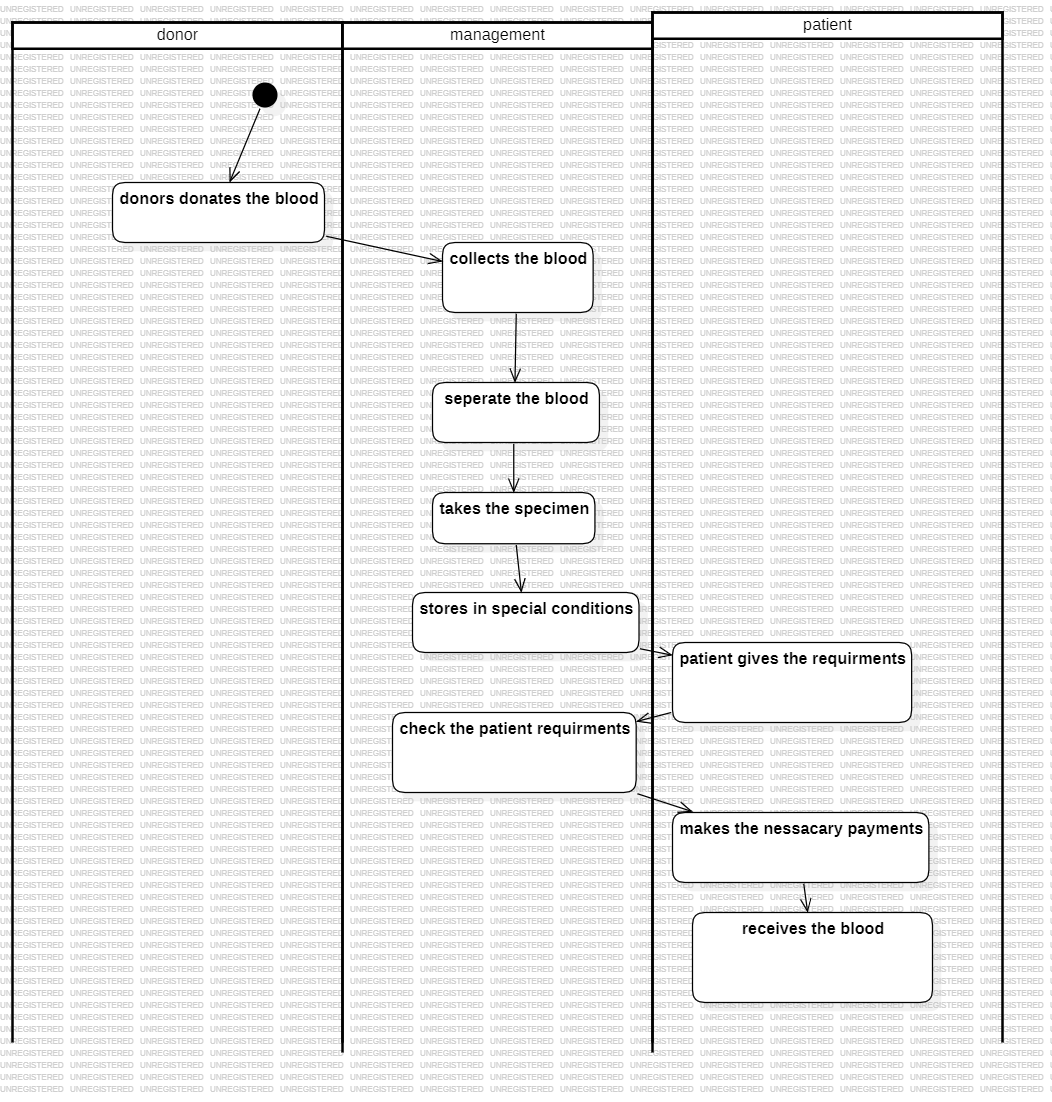 donor
management
patient
donors donates the blood
collects the blood
seperate the blood
takes the specimen
stores in special conditions
patient gives the requirments
check the patient requirments
makes the nessacary payments
receives the blood
UNREGISTERED